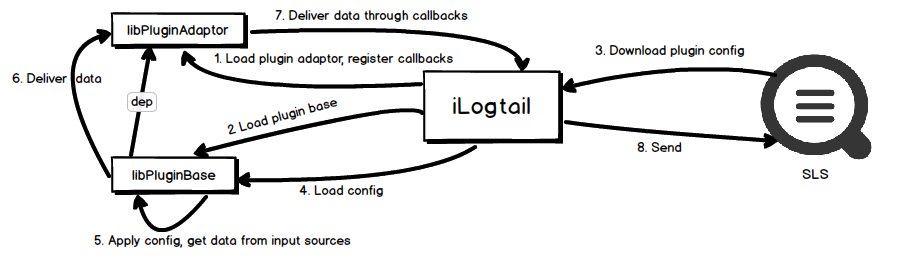 7. Deliver data through callbacks
libPluginAdaptor
3. Download plugin config
1. Load plugin adaptor, register callbacks
6. Deliver data
dep
iLogtail
2. Load plugin base
8. Send
libPluginBase
SLS
4. Load config
5. Apply config, get data from input sources